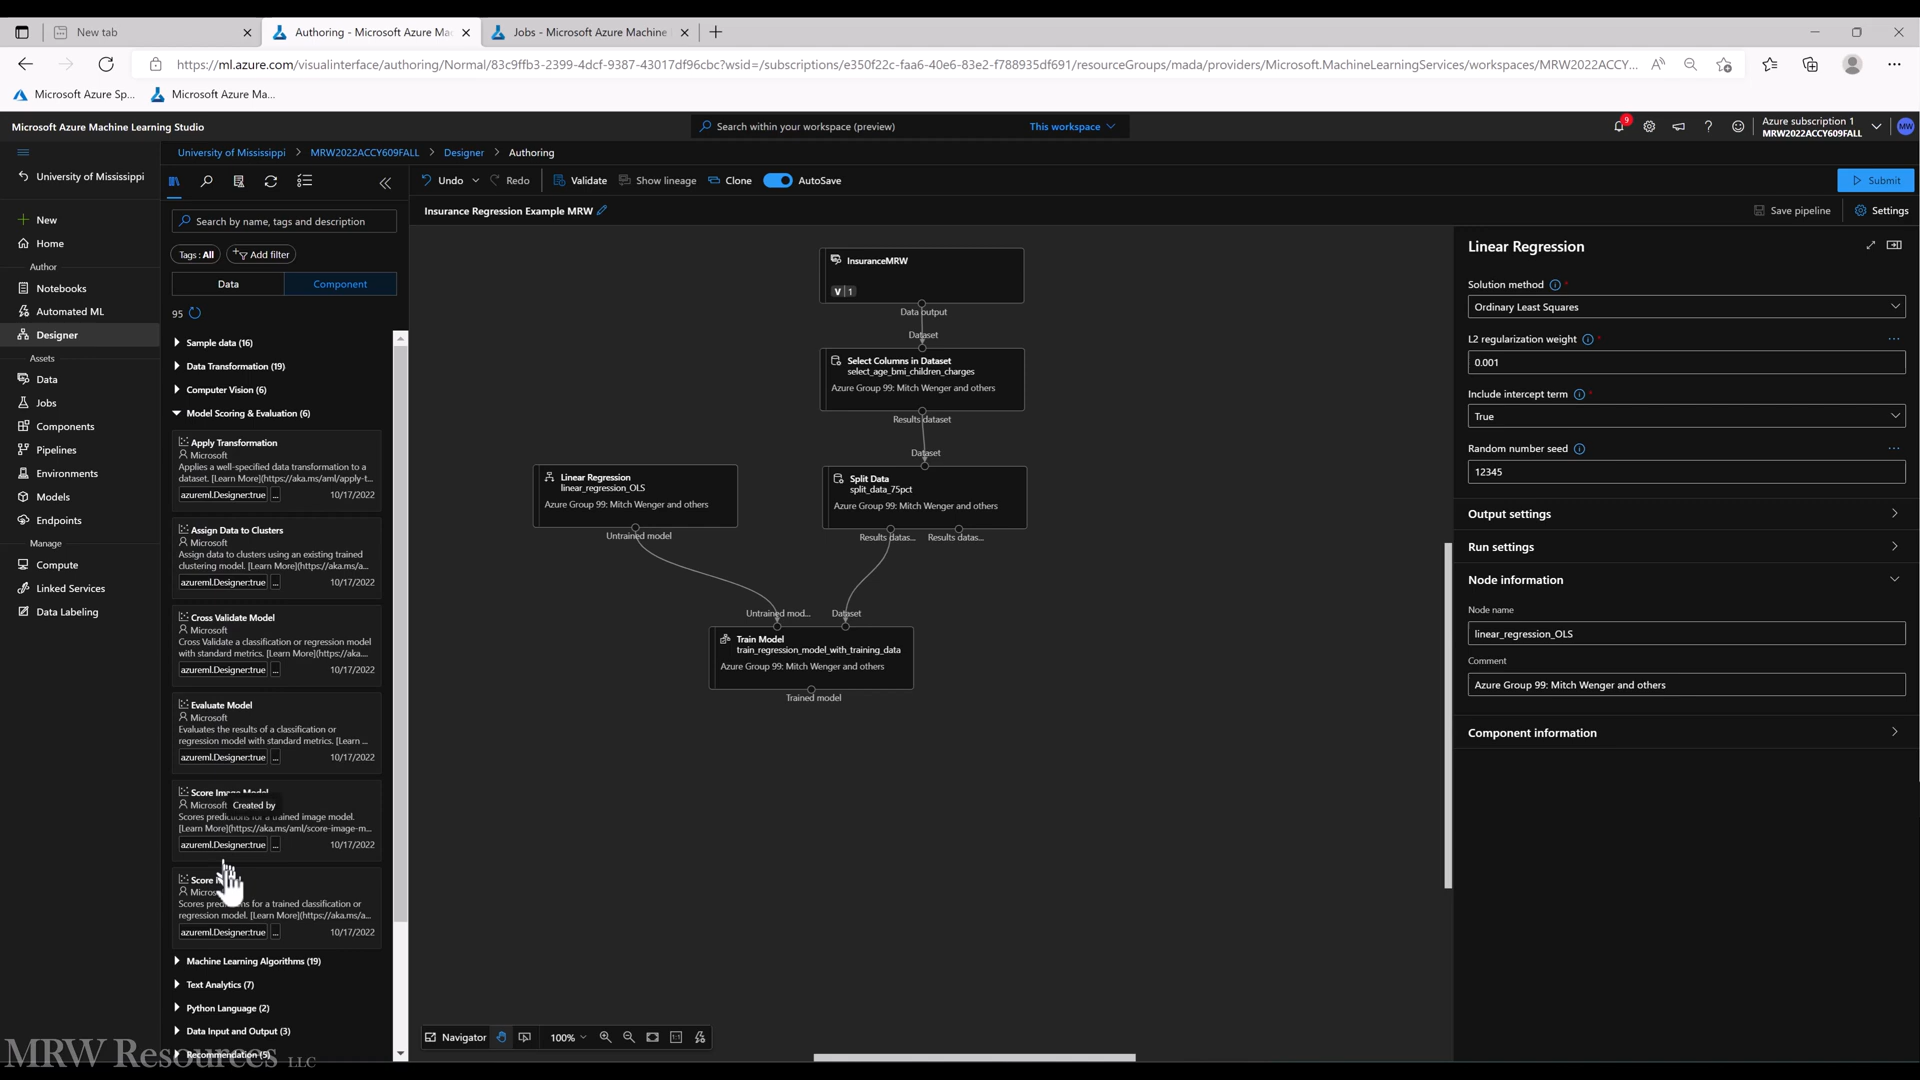 New tab
Authoring - Microsoft Azure Ma
Jobs - Microsoft Azure Machine
https://ml.azure.com/visualinterface/authoring/Normal/83c9ffb3-2399-4dcf-9387-43017df96cbc?wsid=/subscriptions/e350f22c-faa6-40e6-83e2-f788935df691/resourceGroups/mada/providers/Microsoft.MachineLearningServices/workspaces/MRW2022ACCY...
Microsoft Azure Sp...
Microsoft Azure Ma...
Microsoft Azure Machine Learning Studio
Search within your workspace (preview)
This workspace
9
Azure subscription 1
MRW2022ACCY609FALL
MW
University of Mississippi
New
Home
Author
Notebooks
Automated ML
Designer
Assets
Data
Jobs
Components
Pipelines
Environments
Models
Endpoints
Manage
Compute
Linked Services
Data Labeling
University of Mississippi > MRW2022ACCY609FALL > Designer > Authoring
Search by name, tags and description
Tags : All
Add filter
Data
Component
95
Sample data (16)
Data Transformation (19)
Computer Vision (6)
Model Scoring & Evaluation (6)
Apply Transformation
Microsoft
Applies a well-specified data transformation to a
dataset. [Learn More](https://aka.ms/aml/apply-t...
azureml.Designer:true ... 10/17/2022
Assign Data to Clusters
Microsoft
Assign data to clusters using an existing trained
clustering model. [Learn More](https://aka.ms/a...
azureml.Designer:true ... 10/17/2022
Cross Validate Model
Microsoft
Cross Validate a classification or regression model
with standard metrics. [Learn More](https://aka...
azureml.Designer:true ... 10/17/2022
Evaluate Model
Microsoft
Evaluates the results of a classification or
regression model with standard metrics. [Learn ...
azureml.Designer:true ... 10/17/2022
Score Image Model
Microsoft
Created by
Scores predictions for a trained image model.
[Learn More](https://aka.ms/aml/score-image-m...
azureml.Designer:true ... 10/17/2022
Score
Scores for a trained classification or
regression model. [Learn More](https://aka.ms/a...
azureml.Designer:true ... 10/17/2022
Machine Learning Algorithms (19)
Text Analytics (7)
Python Language (2)
Data Input and Output (3)
Recommendation (5)
Undo
Redo
Validate
Show lineage
Clone
AutoSave
Submit
Insurance Regression Example MRW
Save pipeline
Settings
InsuranceMRW
V 1
Data output
Dataset
Select Columns in Dataset
select_age_bmi_children_charges
Azure Group 99: Mitch Wenger and others
Results dataset
Dataset
Linear Regression
linear_regression_OLS
Azure Group 99: Mitch Wenger and others
Untrained model
Split Data
split_data_75pct
Azure Group 99: Mitch Wenger and others
Results datas...
Results datas...
Untrained mod...
Dataset
Train Model
train_regression_model_with_training_data
Azure Group 99: Mitch Wenger and others
Trained model
Navigator
100%
1:1
Linear Regression
Solution method *
Ordinary Least Squares
L2 regularization weight *
...
0.001
Include intercept term *
True
Random number seed
...
12345
Output settings
Run settings
Node information
Node name
linear_regression_OLS
Comment
Azure Group 99: Mitch Wenger and others
Component information
MRW Resources LLC